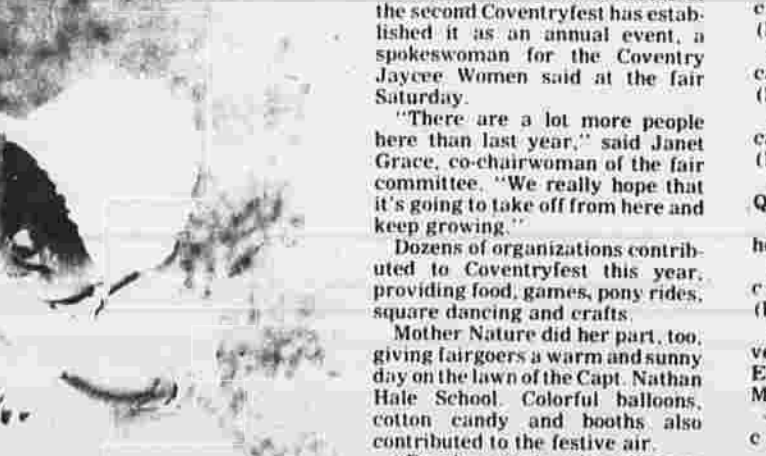 the second Coventryfest has estab-
lished it as an annual event, a
spokeswoman for the Coventry
Jaycee Women said at the fair
Saturday.
"There are a lot more people
here than last year," said Janet
Grace, co-chairwoman of the fair
committee. "We really hope that
it's going to take off from here and
keep growing."
Dozens of organizations contrib-
uted to Coventryfest this year,
providing food, games, pony rides,
square dancing and crafts.
Mother Nature did her part, too,
giving fairgoers a warm and sunny
day on the lawn of the Capt. Nathan
Hale School. Colorful balloons,
cotton candy and booths also
contributed to the festive air.